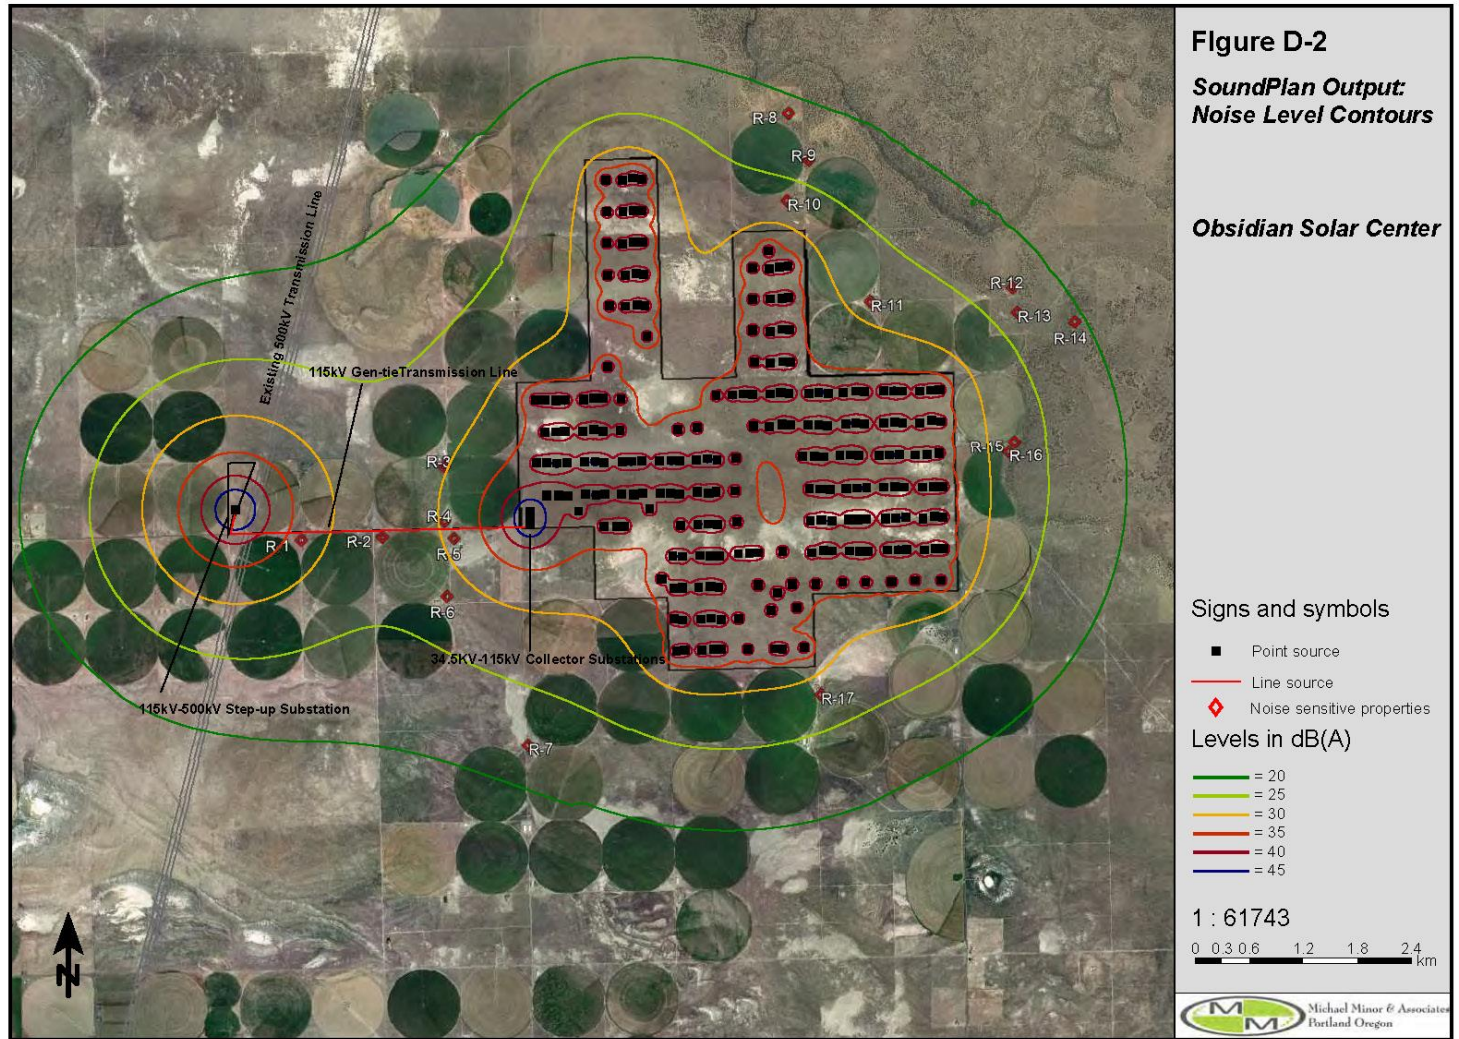 FIgure D-2
SoundPlan Output:
Noise Level Contours
Obsidian Solar Center
R-8
R-9
R-10
R-11
R-12
R-13
R-14
R-15
R-16
R-17
R-3
R-4
R-1
R-2
R-5
R-6
R-7
Existing 500kV Transmission Line
115kV Gen-tieTransmission Line
34.5KV-115kV Collector Substations
115kV-500kV Step-up Substation
N
Signs and symbols
Point source
Line source
Noise sensitive properties
Levels in dB(A)
= 20
= 25
= 30
= 35
= 40
= 45
1 : 61743
0 0.3 0.6 1.2 1.8 2.4
km
MM
Michael Minor & Associates
Portland Oregon